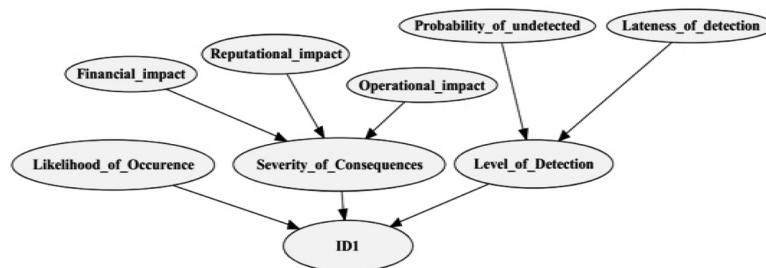 Probability_of_undetected
Lateness_of_detection
Reputational_impact
Financial_impact
Operational_impact
Likelihood_of_Occurence
Severity_of_Consequences
Level_of_Detection
ID1